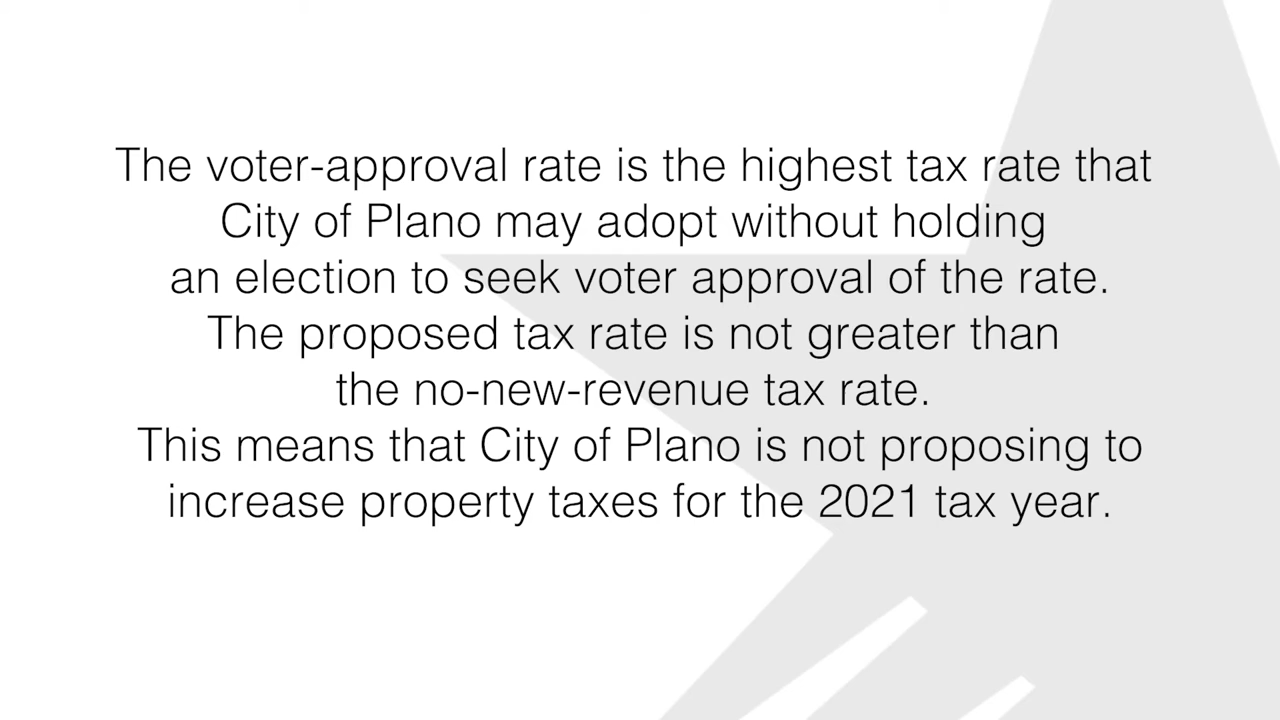 The voter-approval rate is the highest tax rate that
City of Plano may adopt without holding
an election to seek voter approval of the rate.
The proposed tax rate is not greater than
the no-new-revenue tax rate.
This means that City of Plano is not proposing to
increase property taxes for the 2021 tax year.